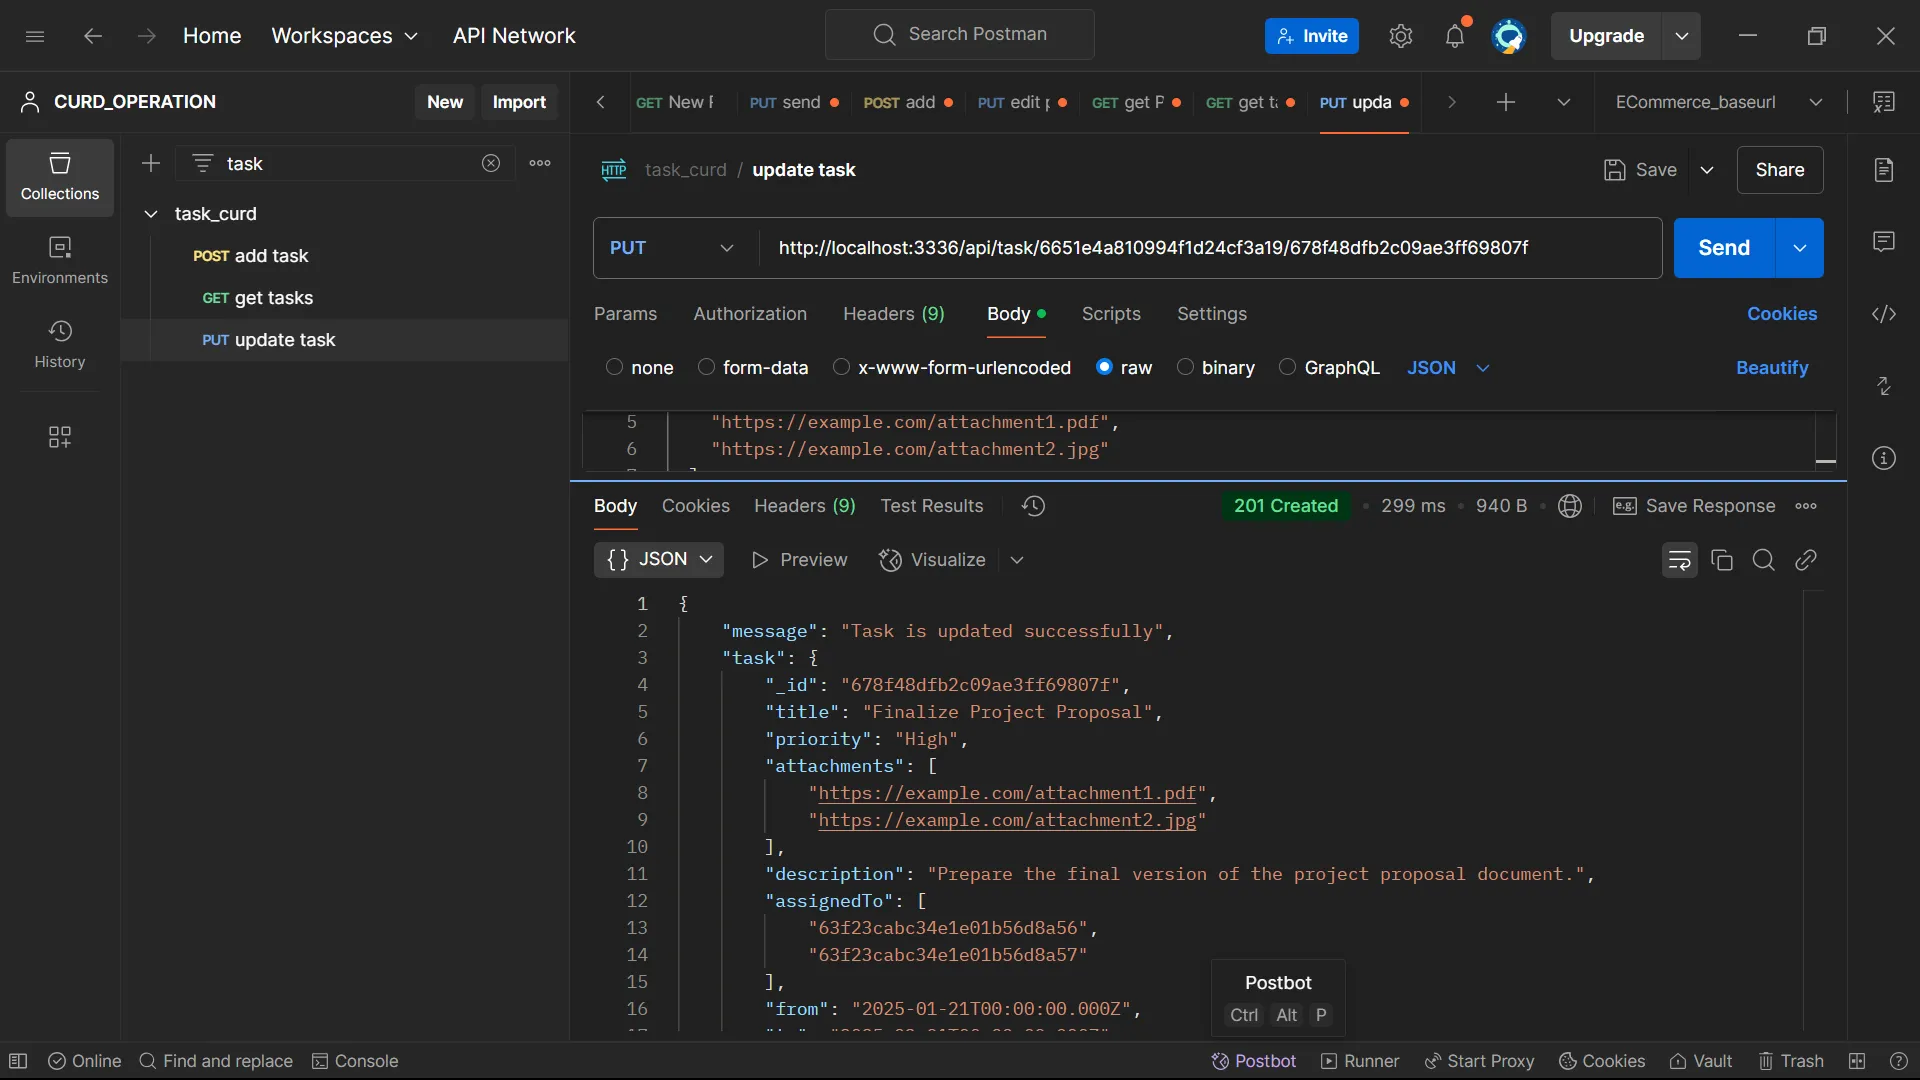 Home
Workspaces
API Network
Search Postman
Invite
Upgrade
CURD_OPERATION
New
Import
GET New
PUT send
POST add
PUT edit
GET get P
GET get
PUT upda
ECommerce_baseurl
Collections
Environments
History
task
task_curd
POST add task
GET get tasks
PUT update task
HTTP
task_curd / update task
Save
Share
PUT
http://localhost:3336/api/task/6651e4a810994f1d24cf3a19/678f48dfb2c09ae3ff69807f
Send
Params
Authorization
Headers (9)
Body
Scripts
Settings
Cookies
none
form-data
x-www-form-urlencoded
raw
binary
GraphQL
JSON
Beautify
5 "https://example.com/attachment1.pdf",
6 "https://example.com/attachment2.jpg"
Body
Cookies
Headers (9)
Test Results
201 Created
299 ms
940 B
e.g.
Save Response
{} JSON
Preview
Visualize
1 {
2 "message": "Task is updated successfully",
3 "task": {
4 "_id": "678f48dfb2c09ae3ff69807f",
5 "title": "Finalize Project Proposal",
6 "priority": "High",
7 "attachments": [
8 "https://example.com/attachment1.pdf",
9 "https://example.com/attachment2.jpg"
10 ],
11 "description": "Prepare the final version of the project proposal document.",
12 "assignedTo": [
13 "63f23cabc34e1e01b56d8a56",
14 "63f23cabc34e1e01b56d8a57"
15 ],
16 "from": "2025-01-21T00:00:00.000Z",
Postbot
Ctrl Alt P
Online
Find and replace
Console
Postbot
Runner
Start Proxy
Cookies
Vault
Trash